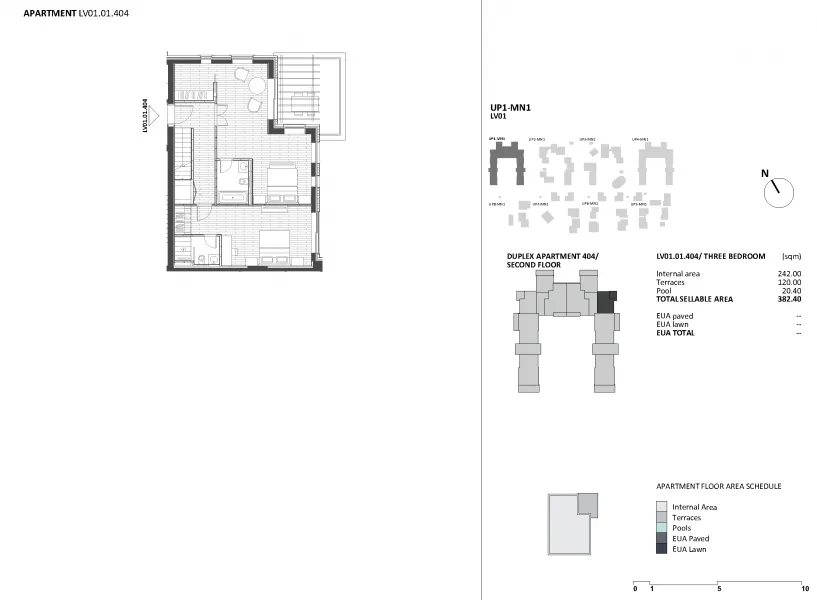 APARTMENT LV01.01.404
LV01.01.404
UP1-MN1
LV01
UP1-MN1
UP2-MN1
UP3-MN1
UP4-MN1
UP8-MN1
UP7-MN1
UP6-MN1
UP5-MN1
N
DUPLEX APARTMENT 404/
SECOND FLOOR
LV01.01.404/ THREE BEDROOM (sqm)
Internal area 242.00
Terraces 120.00
Pool 20.40
TOTAL SELLABLE AREA 382.40
EUA paved --
EUA lawn --
EUA TOTAL --
APARTMENT FLOOR AREA SCHEDULE
Internal Area
Terraces
Pools
EUA Paved
EUA Lawn
0 1 5 10